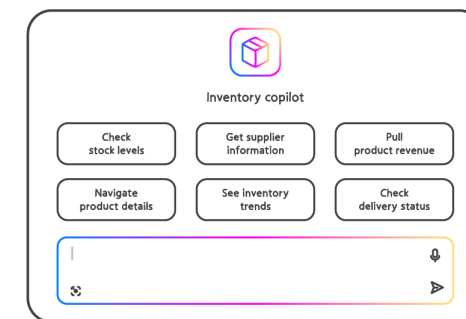 Inventory copilot
Check
stock levels
Get supplier
information
Pull
product revenue
Navigate
product details
See inventory
trends
Check
delivery status